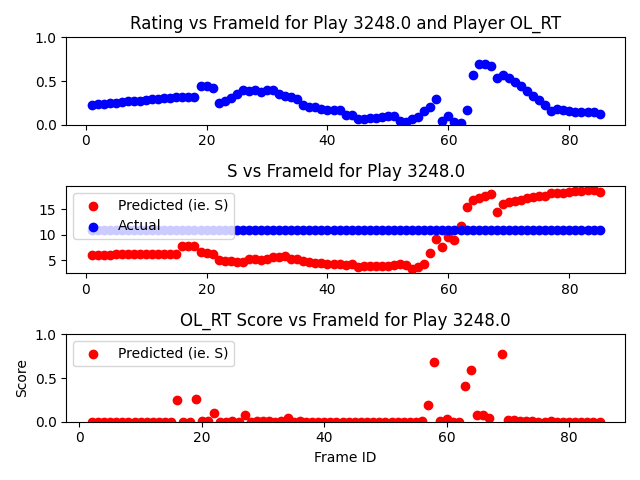 Rating vs FrameId for Play 3248.0 and Player OL_RT
1.0
0.5
0.0
0 20 40 60 80
S vs FrameId for Play 3248.0
Predicted (ie. S)
Actual
15
10
5
0 20 40 60 80
OL_RT Score vs FrameId for Play 3248.0
Predicted (ie. S)
Score
1.0
0.5
0.0
0 20 40 60 80
Frame ID